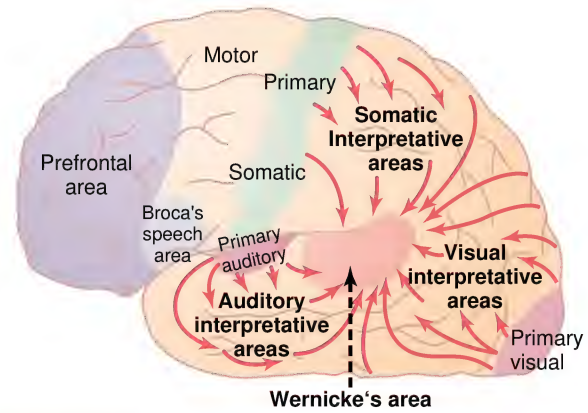 Motor
Primary
Somatic
Interpretative
areas
Prefrontal
area
Somatic
Broca's
speech
area
Primary
auditory
Visual
interpretative
areas
Auditory
interpretative
areas
Primary
visual
Wernicke's area